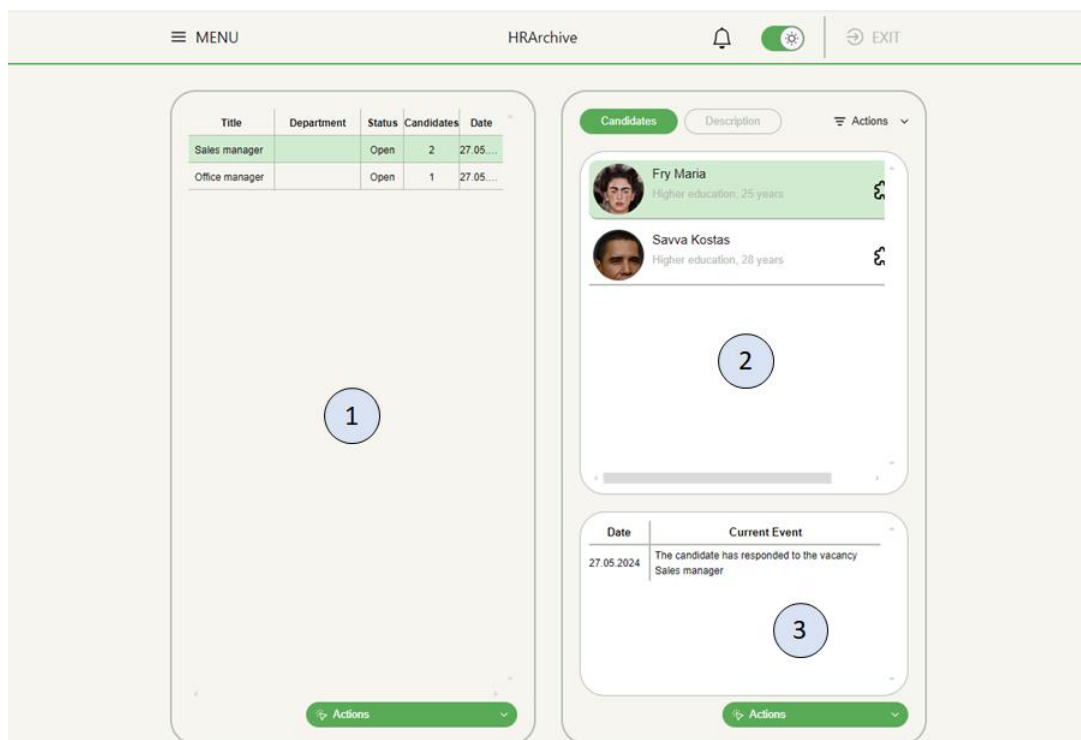 MENU HRArchive EXIT
Title Department Status Candidates Date
Sales manager Open 2 27.05....
Office manager Open 1 27.05....
1
Actions
Candidates Description Actions
Fry Maria
Higher education, 25 years
Savva Kostas
Higher education, 28 years
2
Date Current Event
27.05.2024 The candidate has responded to the vacancy
Sales manager
3
Actions